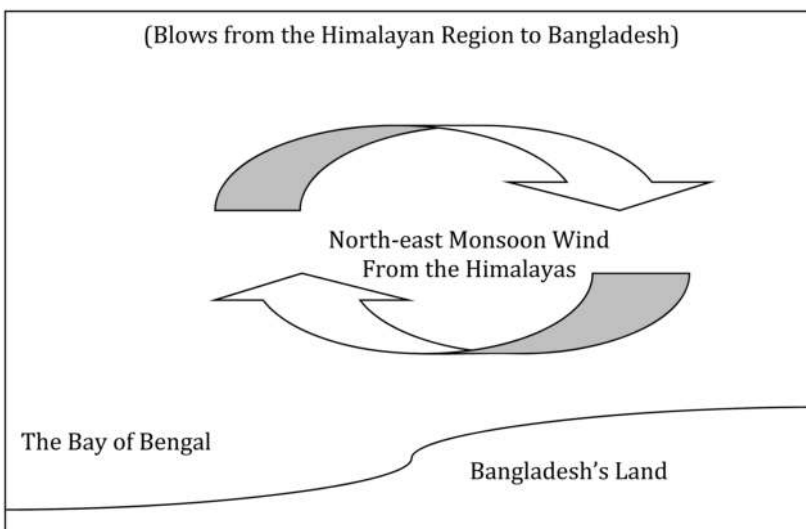 (Blows from the Himalayan Region to Bangladesh)
North-east Monsoon Wind
From the Himalayas
The Bay of Bengal
Bangladesh's Land